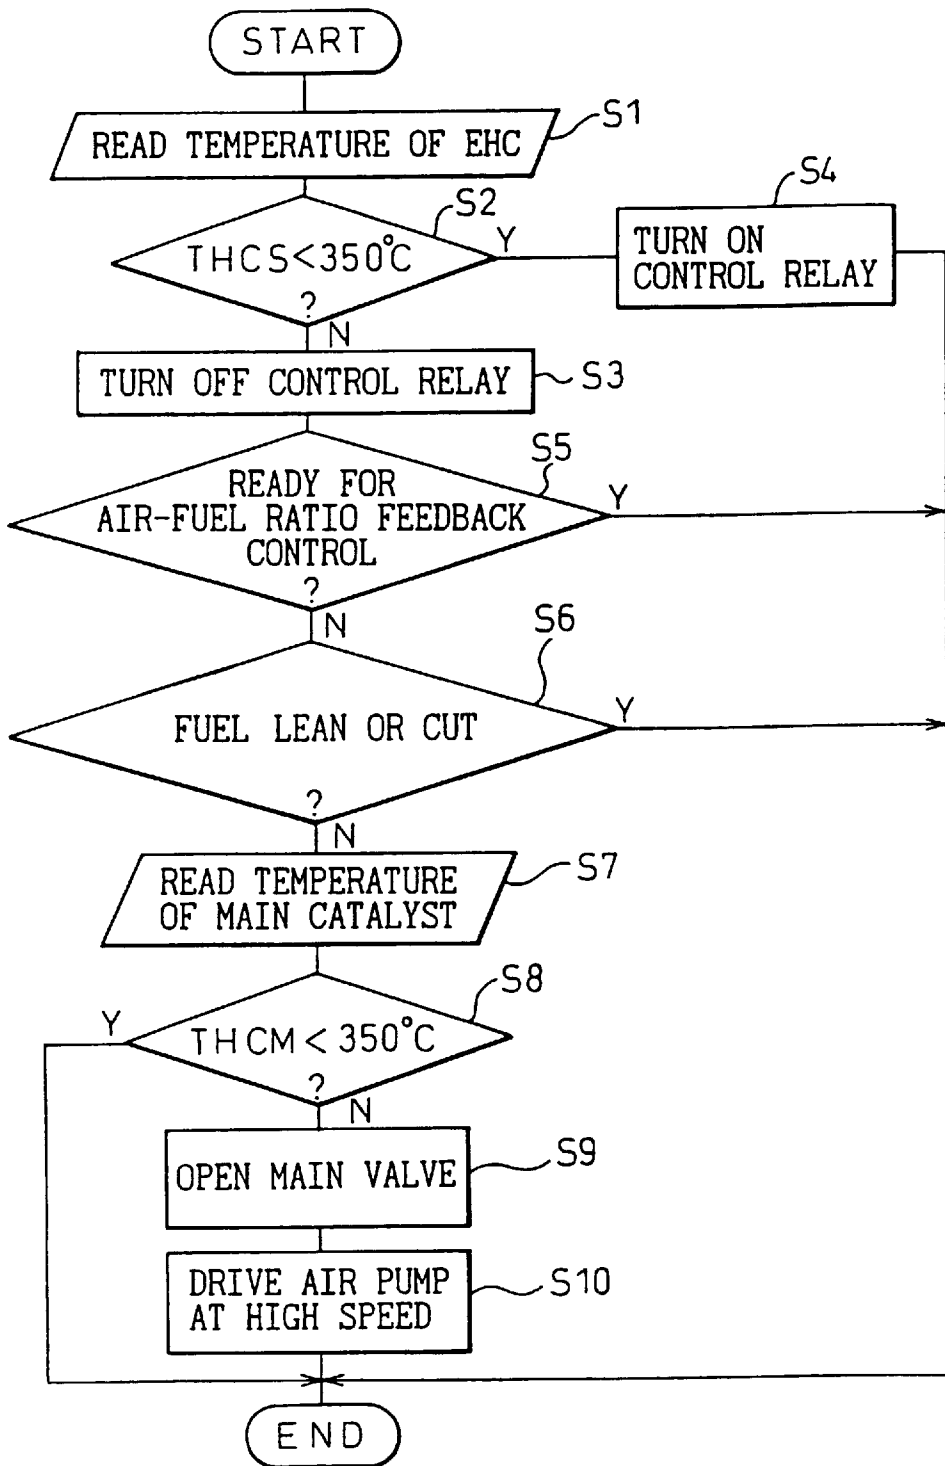 START
READ TEMPERATURE OF EHC
S1
THCS<350°C
?
S2
Y
N
TURN ON
CONTROL RELAY
S4
TURN OFF CONTROL RELAY
S3
READY FOR
AIR-FUEL RATIO FEEDBACK
CONTROL
?
S5
Y
N
FUEL LEAN OR CUT
?
S6
Y
N
READ TEMPERATURE
OF MAIN CATALYST
S7
THCM<350°C
?
S8
Y
N
OPEN MAIN VALVE
S9
DRIVE AIR PUMP
AT HIGH SPEED
S10
END